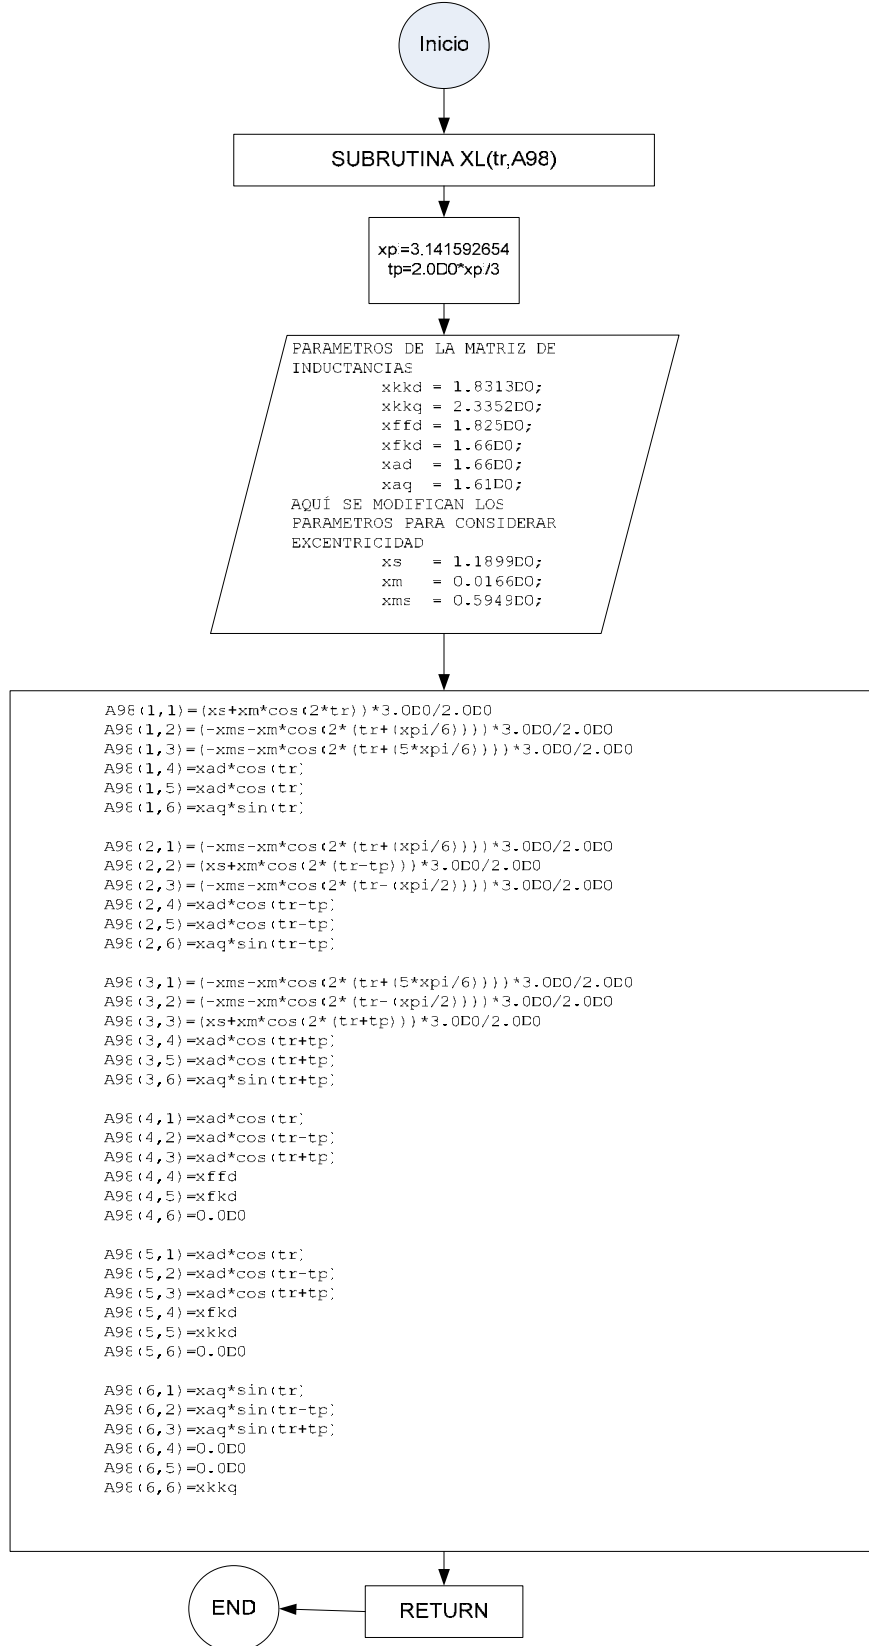 Inicio
SUBRUTINA XL(tr,A98)
xpi=3.141592654
tp=2.0D0*xpi/3
PARAMETROS DE LA MATRIZ DE
INDUCTANCIAS
xkkd = 1.8313D0;
xkkq = 2.3352D0;
xffd = 1.825D0;
xfkd = 1.66D0;
xad = 1.66D0;
xaq = 1.61D0;
AQUÍ SE MODIFICAN LOS
PARAMETROS PARA CONSIDERAR
EXCENTRICIDAD
xs = 1.1899D0;
xm = 0.0166D0;
xms = 0.5949D0;
A98(1,1)=(xs+xm*cos(2*tr))*3.0D0/2.0D0
A98(1,2)=(-xms-xm*cos(2*(tr+(xpi/6))))*3.0D0/2.0D0
A98(1,3)=(-xms-xm*cos(2*(tr+(5*xpi/6))))*3.0D0/2.0D0
A98(1,4)=xad*cos(tr)
A98(1,5)=xad*cos(tr)
A98(1,6)=xaq*sin(tr)
A98(2,1)=(-xms-xm*cos(2*(tr+(xpi/6))))*3.0D0/2.0D0
A98(2,2)=(xs+xm*cos(2*(tr-tp)))*3.0D0/2.0D0
A98(2,3)=(-xms-xm*cos(2*(tr-(xpi/2))))*3.0D0/2.0D0
A98(2,4)=xad*cos(tr-tp)
A98(2,5)=xad*cos(tr-tp)
A98(2,6)=xaq*sin(tr-tp)
A98(3,1)=(-xms-xm*cos(2*(tr+(5*xpi/6))))*3.0D0/2.0D0
A98(3,2)=(-xms-xm*cos(2*(tr-(xpi/2))))*3.0D0/2.0D0
A98(3,3)=(xs+xm*cos(2*(tr+tp)))*3.0D0/2.0D0
A98(3,4)=xad*cos(tr+tp)
A98(3,5)=xad*cos(tr+tp)
A98(3,6)=xaq*sin(tr+tp)
A98(4,1)=xad*cos(tr)
A98(4,2)=xad*cos(tr-tp)
A98(4,3)=xad*cos(tr+tp)
A98(4,4)=xffd
A98(4,5)=xfkd
A98(4,6)=0.0D0
A98(5,1)=xad*cos(tr)
A98(5,2)=xad*cos(tr-tp)
A98(5,3)=xad*cos(tr+tp)
A98(5,4)=xfkd
A98(5,5)=xkkd
A98(5,6)=0.0D0
A98(6,1)=xaq*sin(tr)
A98(6,2)=xaq*sin(tr-tp)
A98(6,3)=xaq*sin(tr+tp)
A98(6,4)=0.0D0
A98(6,5)=0.0D0
A98(6,6)=xkkq
END
RETURN